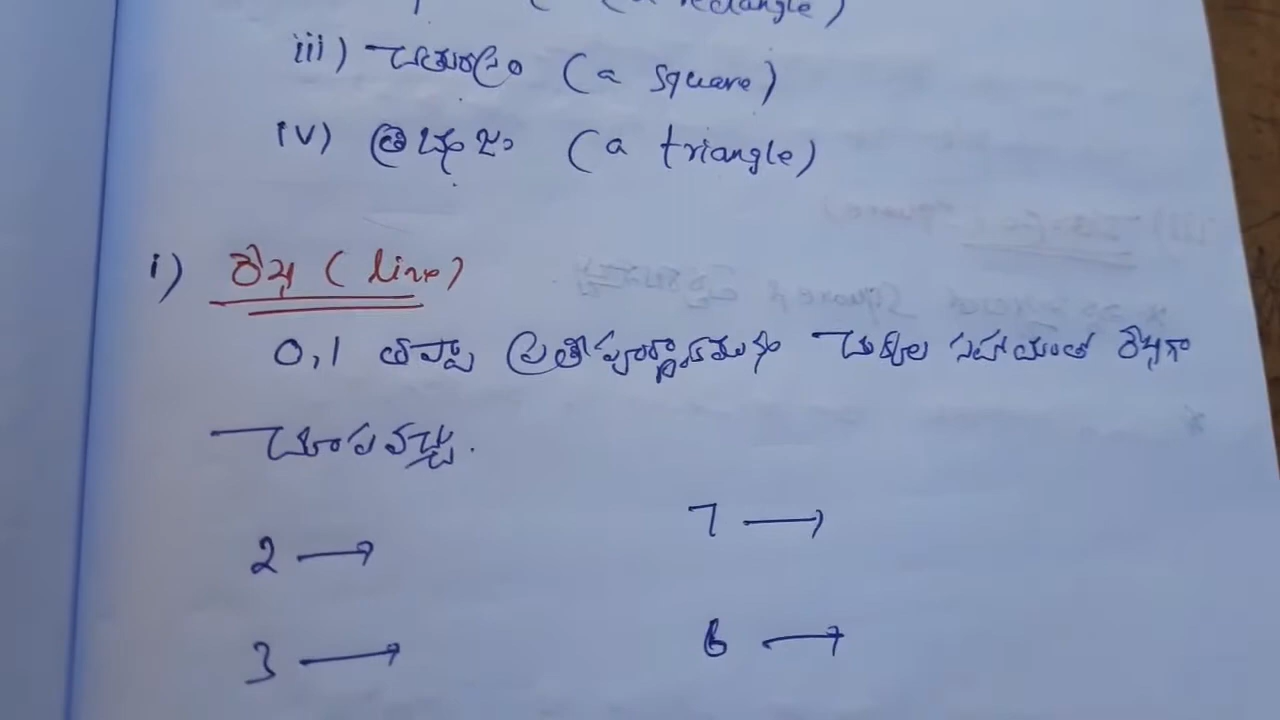 rectangle)
iii) చతురస్రం (a square)
iv) త్రిభుజం (a triangle)
i) రేఖ (line)
0,1 తప్ప ప్రతీ పూర్ణాంకమును చుక్కల సహాయంతో రేఖగా
చూపవచ్చు.
2 → 7 →
3 → 6 →